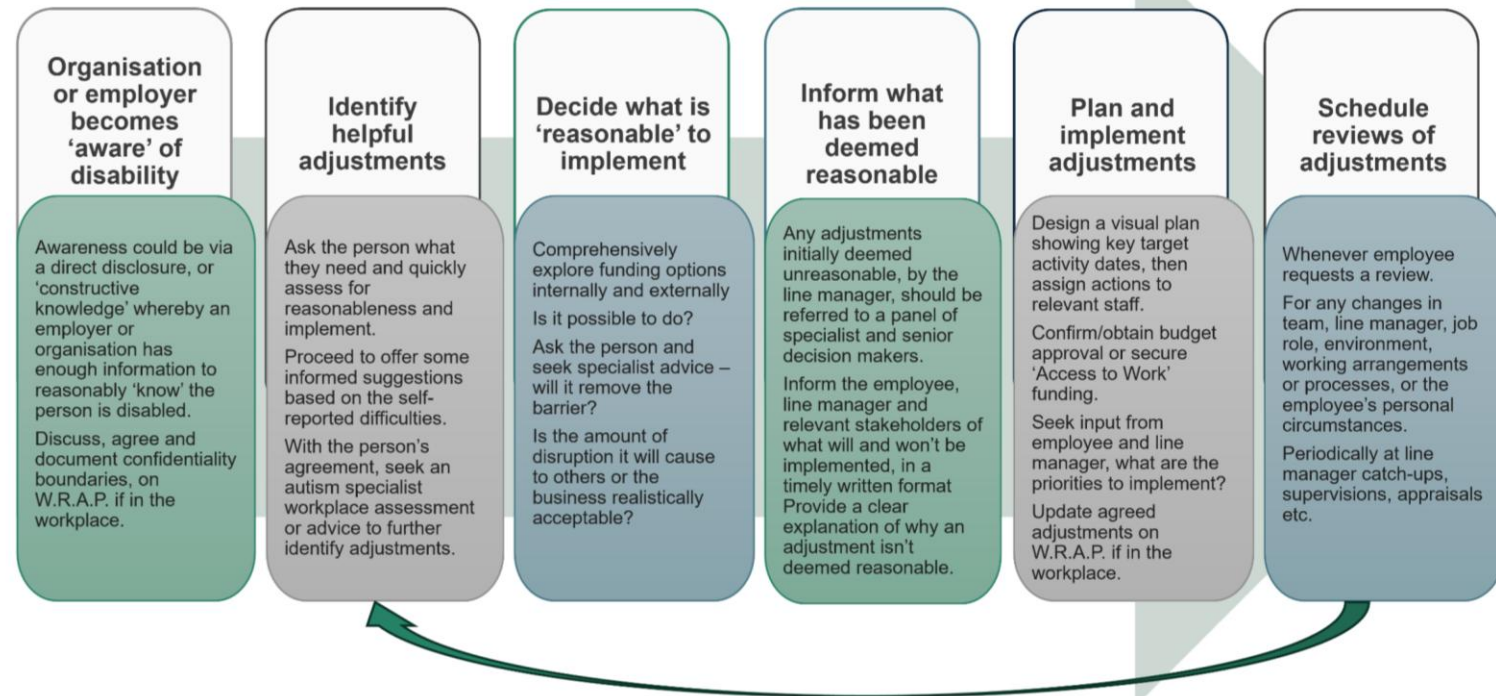 Organisation
or employer
becomes
‘aware’ of
disability
Awareness could be via
a direct disclosure, or
‘constructive
knowledge’ whereby an
employer or
organisation has
enough information to
reasonably ‘know’ the
person is disabled.
Discuss, agree and
document confidentiality
boundaries, on
W.R.A.P. if in the
workplace.
Identify
helpful
adjustments
Ask the person what
they need and quickly
assess for
reasonableness and
implement.
Proceed to offer some
informed suggestions
based on the self-
reported difficulties.
With the person’s
agreement, seek an
autism specialist
workplace assessment
or advice to further
identify adjustments.
Decide what is
‘reasonable’ to
implement
Comprehensively
explore funding options
internally and externally
Is it possible to do?
Ask the person and
seek specialist advice –
will it remove the
barrier?
Is the amount of
disruption it will cause
to others or the
business realistically
acceptable?
Inform what
has been
deemed
reasonable
Any adjustments
initially deemed
unreasonable, by the
line manager, should be
referred to a panel of
specialist and senior
decision makers.
Inform the employee,
line manager and
relevant stakeholders of
what will and won’t be
implemented, in a
timely written format
Provide a clear
explanation of why an
adjustment isn’t
deemed reasonable.
Plan and
implement
adjustments
Design a visual plan
showing key target
activity dates, then
assign actions to
relevant staff.
Confirm/obtain budget
approval or secure
‘Access to Work’
funding.
Seek input from
employee and line
manager, what are the
priorities to implement?
Update agreed
adjustments on
W.R.A.P. if in the
workplace.
Schedule
reviews of
adjustments
Whenever employee
requests a review.
For any changes in
team, line manager, job
role, environment,
working arrangements
or processes, or the
employee’s personal
circumstances.
Periodically at line
manager catch-ups,
supervisions, appraisals
etc.